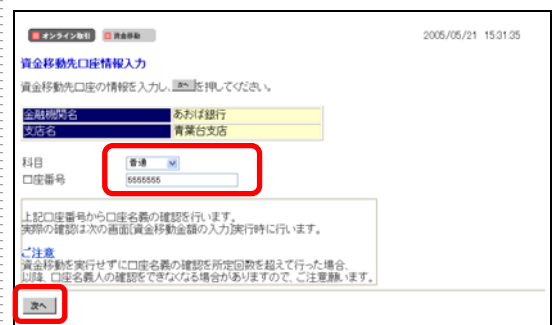 オンライン取引 資金移動 2005/05/21 15:31:35
資金移動先口座情報入力
資金移動先口座の情報を入力し、次へを押してください。
金融機関名 あおば銀行
支店名 青葉台支店
科目 普通
口座番号 5555555
上記口座番号から口座名義の確認を行います。
実際の確認は次の画面[資金移動金額の入力]実行時に行います。
ご注意
資金移動を実行せずに口座名義の確認を所定回数を超えて行った場合、
以降、口座名義人の確認をできなくなる場合がありますので、ご注意願います。
次へ